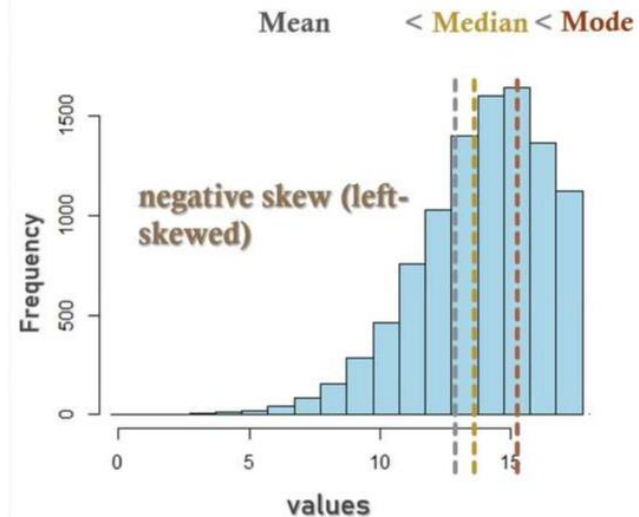 Mean < Median < Mode
negative skew (left-
skewed)
Frequency
1500
1000
500
0
0 5 10 15
values